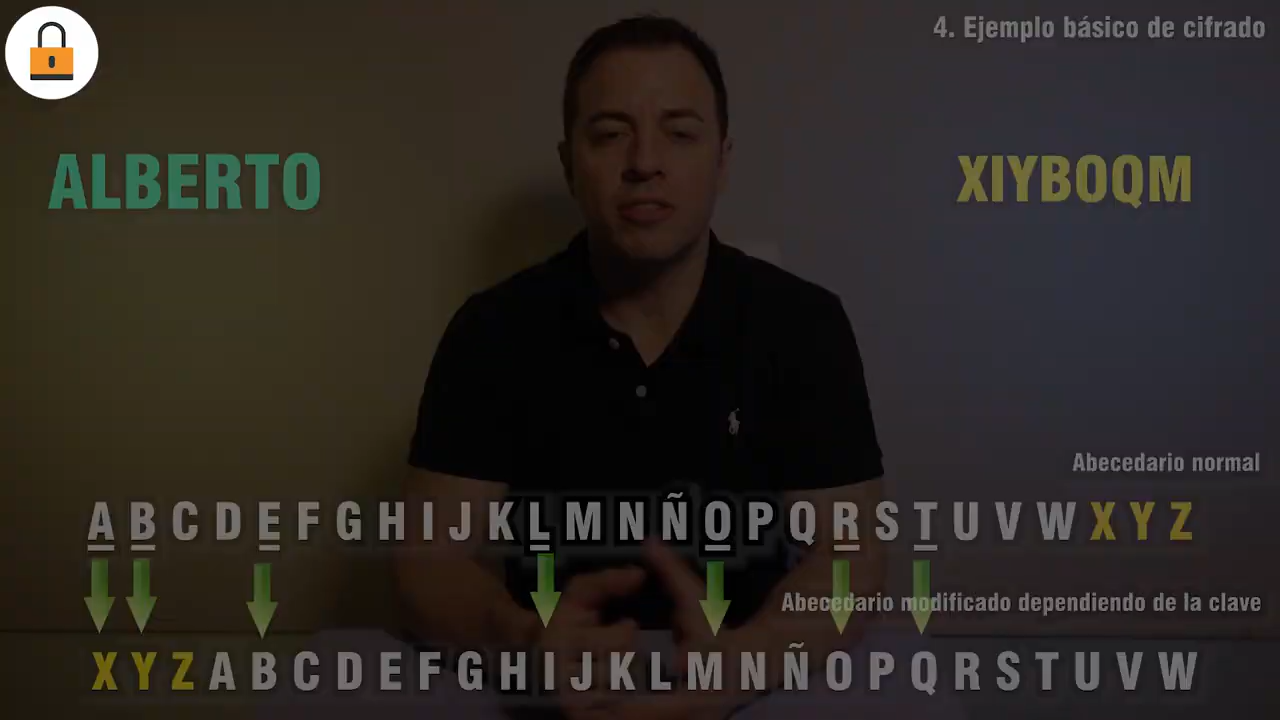 4. Ejemplo básico de cifrado
ALBERTO
XIYBOQM
Abecedario normal
A B C D E F G H I J K L M N Ñ O P Q R S T U V W X Y Z
Abecedario modificado dependiendo de la clave
X Y Z A B C D E F G H I J K L M N Ñ O P Q R S T U V W